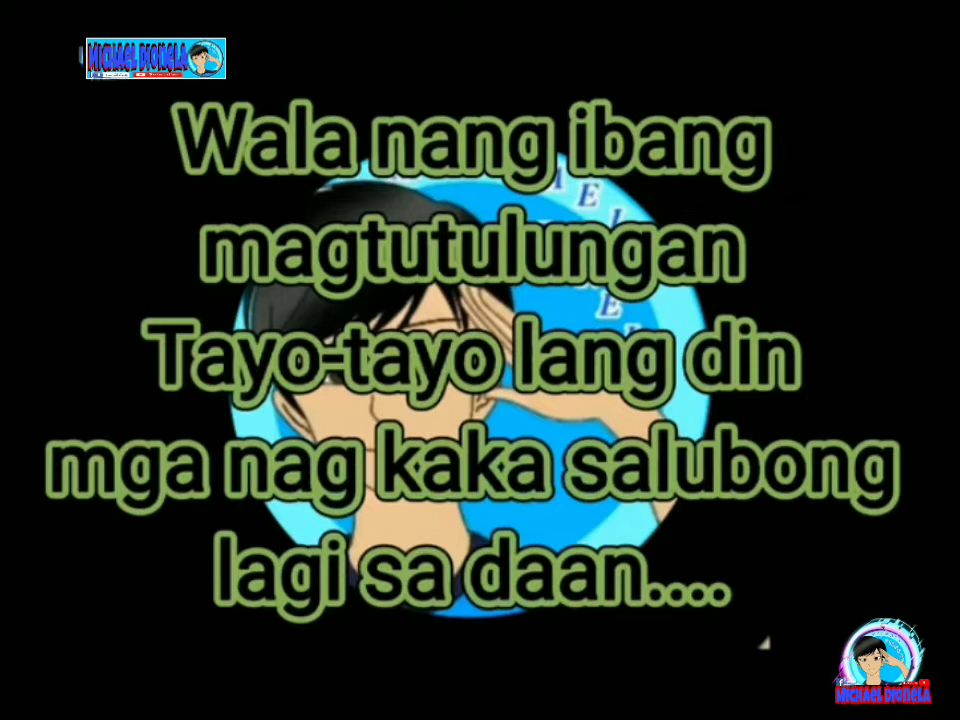 MICHAEL DIONELA
Wala nang ibang
magtutulungan
Tayo-tayo lang din
mga nag kaka salubong
lagi sa daan....
MICHAEL DIONELA